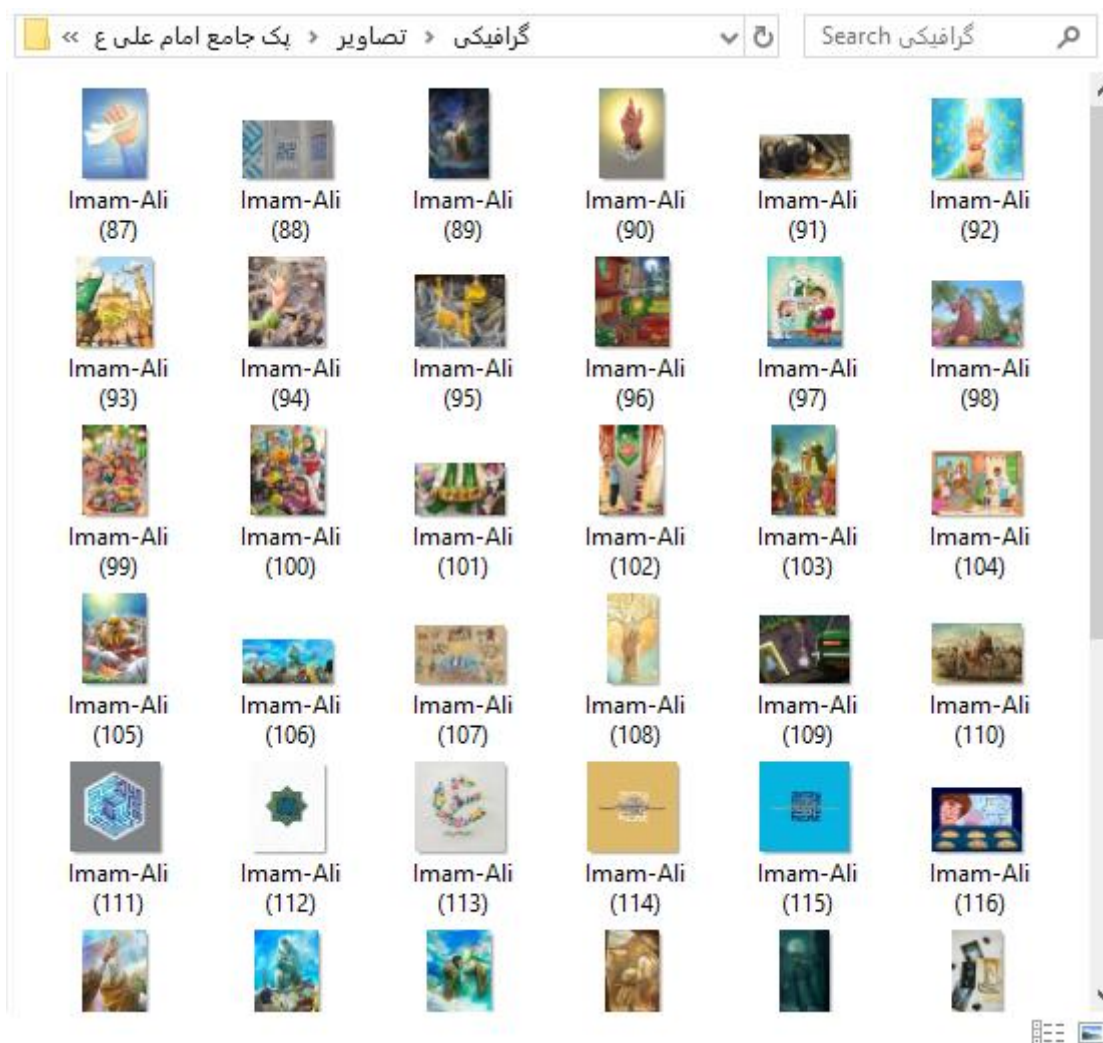 پک جامع امام علی ع › تصاویر › گرافیکی
Search گرافیکی
Imam-Ali
(87)
Imam-Ali
(88)
Imam-Ali
(89)
Imam-Ali
(90)
Imam-Ali
(91)
Imam-Ali
(92)
Imam-Ali
(93)
Imam-Ali
(94)
Imam-Ali
(95)
Imam-Ali
(96)
Imam-Ali
(97)
Imam-Ali
(98)
Imam-Ali
(99)
Imam-Ali
(100)
Imam-Ali
(101)
Imam-Ali
(102)
Imam-Ali
(103)
Imam-Ali
(104)
Imam-Ali
(105)
Imam-Ali
(106)
Imam-Ali
(107)
Imam-Ali
(108)
Imam-Ali
(109)
Imam-Ali
(110)
Imam-Ali
(111)
Imam-Ali
(112)
Imam-Ali
(113)
Imam-Ali
(114)
Imam-Ali
(115)
Imam-Ali
(116)